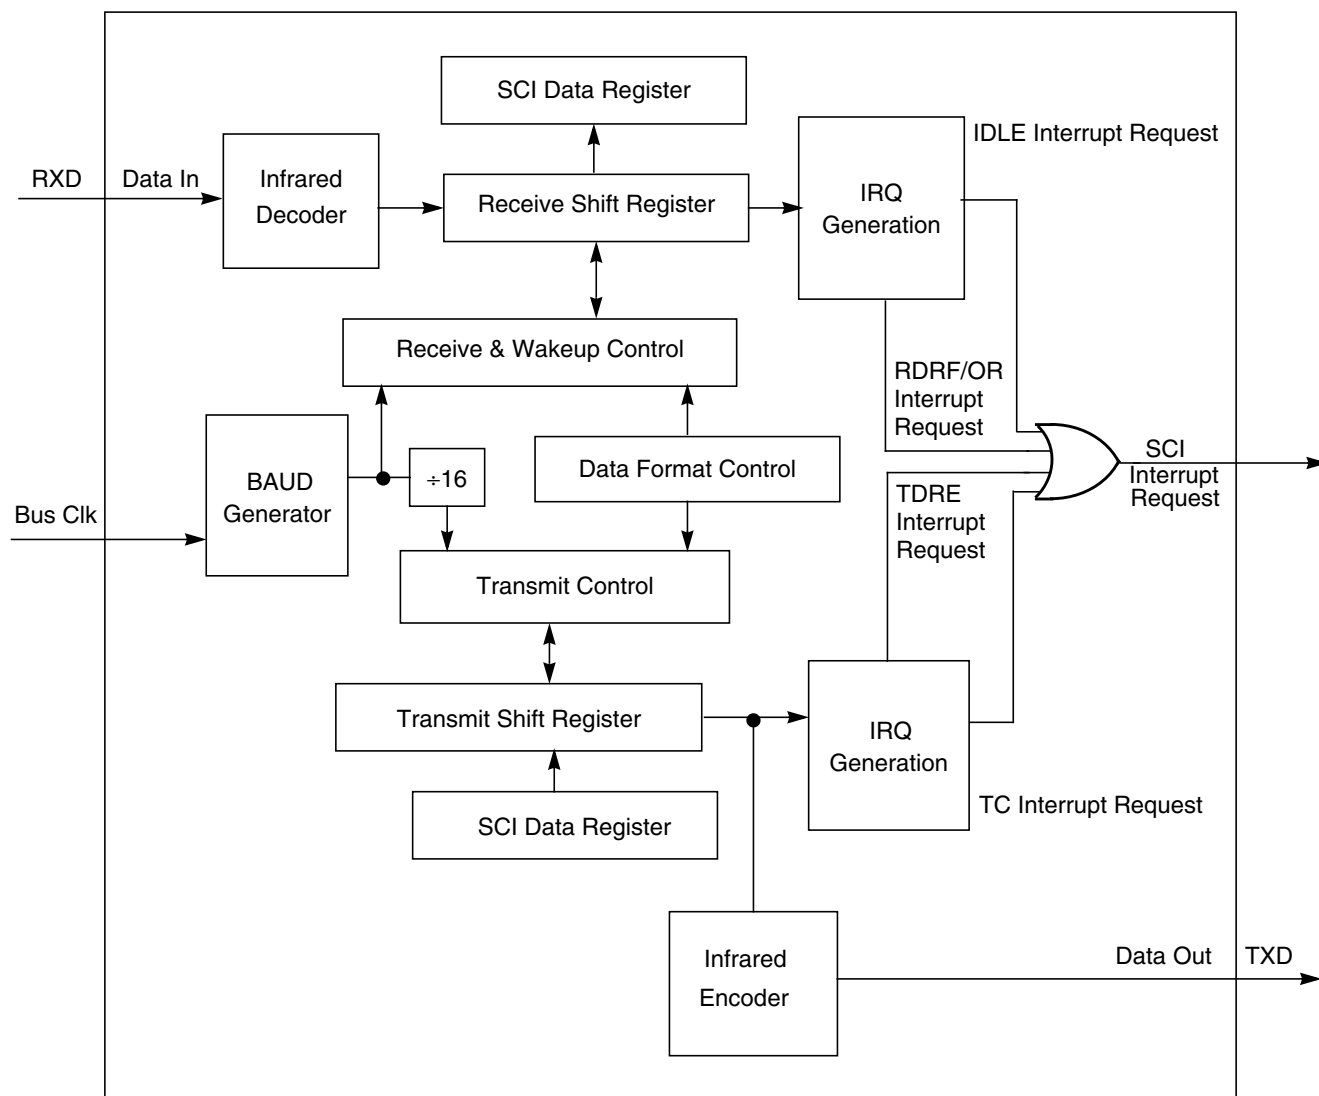 SCI Data Register
IDLE Interrupt Request
RXD
Data In
Infrared
Decoder
Receive Shift Register
IRQ
Generation
Receive & Wakeup Control
RDRF/OR
Interrupt
Request
BAUD
Generator
÷16
Data Format Control
SCI
Interrupt
Request
Bus Clk
TDRE
Interrupt
Request
Transmit Control
Transmit Shift Register
IRQ
Generation
SCI Data Register
TC Interrupt Request
Infrared
Encoder
Data Out
TXD